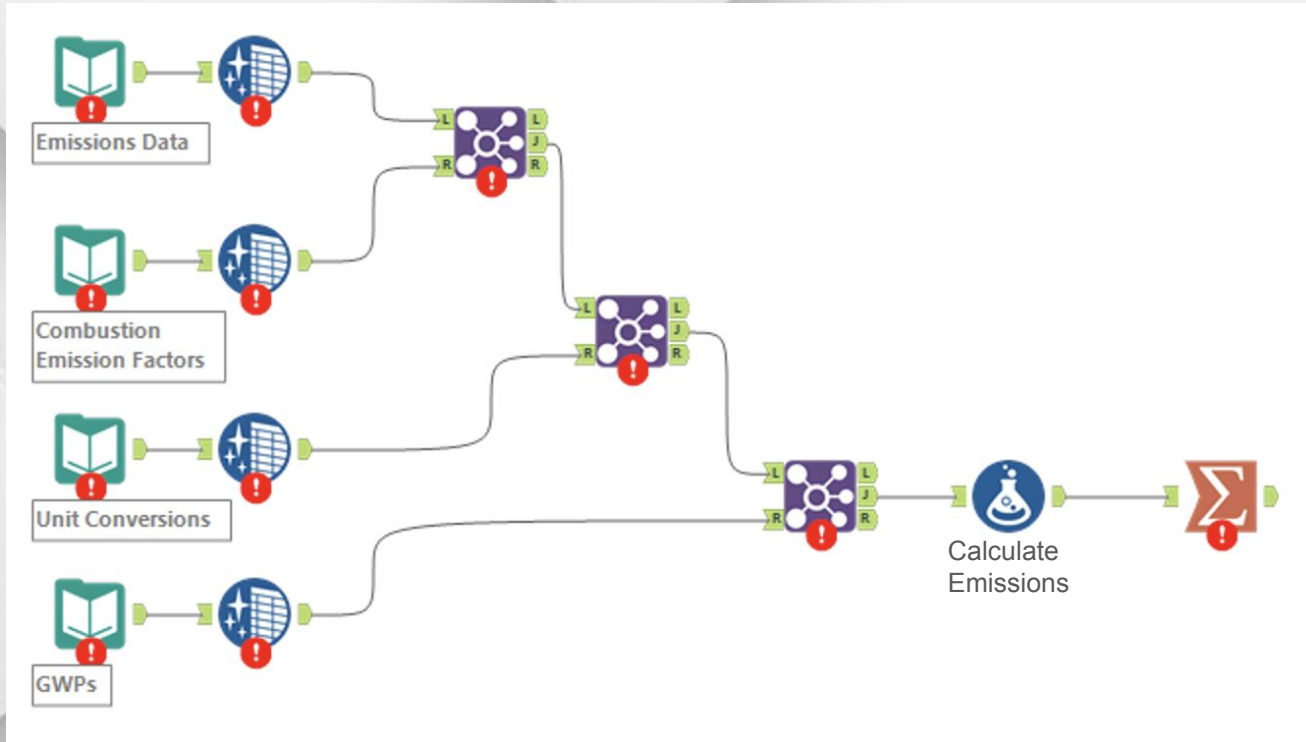 Emissions Data
L
R
L
J
R
Combustion
Emission Factors
L
R
L
J
R
Unit Conversions
L
R
L
J
R
Calculate
Emissions
Σ
GWPs